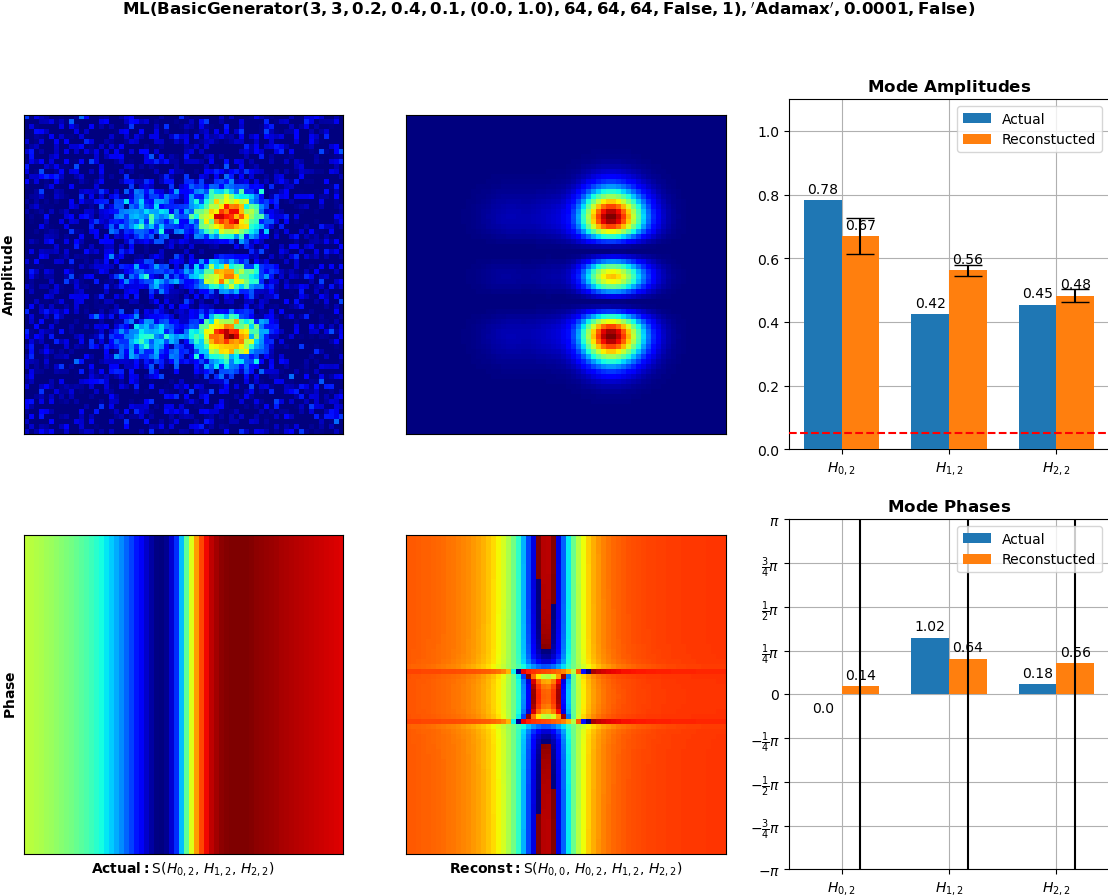 ML(BasicGenerator(3, 3, 0.2, 0.4, 0.1, (0.0, 1.0), 64, 64, 64, False, 1), 'Adamax', 0.0001, False)
Amplitude
Mode Amplitudes
Actual
Reconstucted
1.0
0.8
0.6
0.4
0.2
0.0
0.78
0.67
0.42
0.56
0.45
0.48
H0,2
H1,2
H2,2
Phase
Actual: S(H0,2, H1,2, H2,2)
Reconst: S(H0,0, H0,2, H1,2, H2,2)
Mode Phases
Actual
Reconstucted
π
3/4π
1/2π
1/4π
0
−1/4π
−1/2π
−3/4π
−π
0.0
0.14
1.02
0.64
0.18
0.56
H0,2
H1,2
H2,2